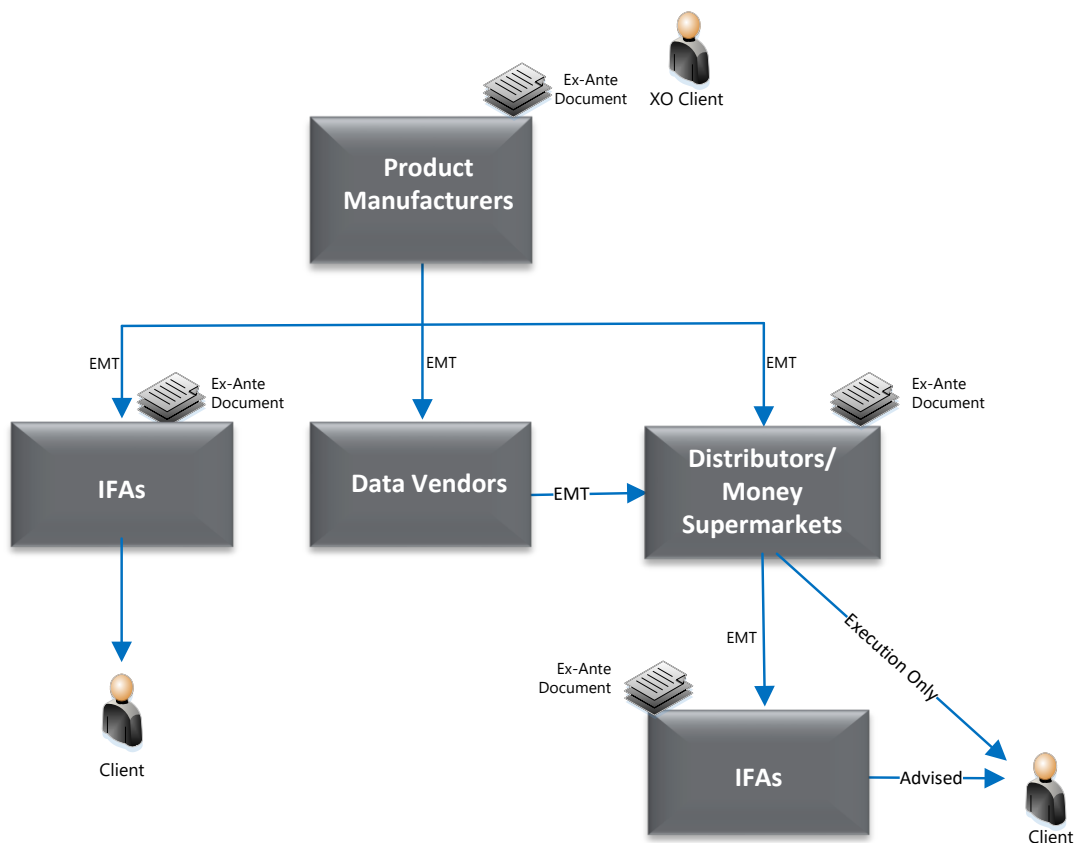 Ex-Ante
Document
XO Client
Product
Manufacturers
EMT
EMT
EMT
Ex-Ante
Document
Ex-Ante
Document
IFAs
Data Vendors
EMT
Distributors/
Money
Supermarkets
EMT
Execution Only
Ex-Ante
Document
Client
IFAs
Advised
Client